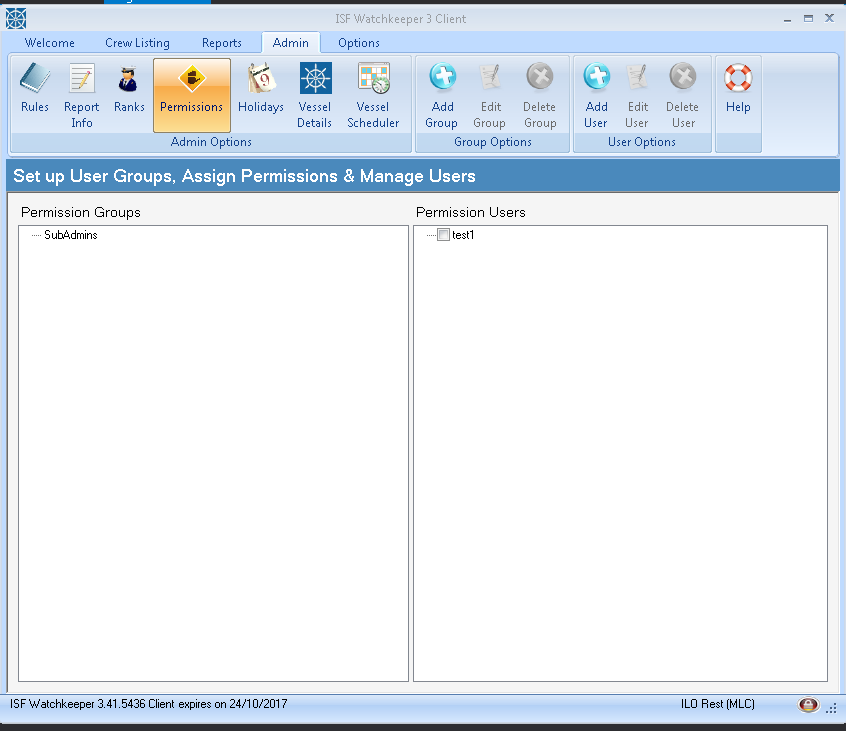 ISF Watchkeeper 3 Client
Welcome Crew Listing Reports Admin Options
Rules Report Info Ranks Permissions Holidays Vessel Details Vessel Scheduler Add Group Edit Group Delete Group Add User Edit User Delete User Help
Admin Options Group Options User Options
Set up User Groups, Assign Permissions & Manage Users
Permission Groups Permission Users
SubAdmins test1
ISF Watchkeeper 3.41.5436 Client expires on 24/10/2017 ILO Rest (MLC)